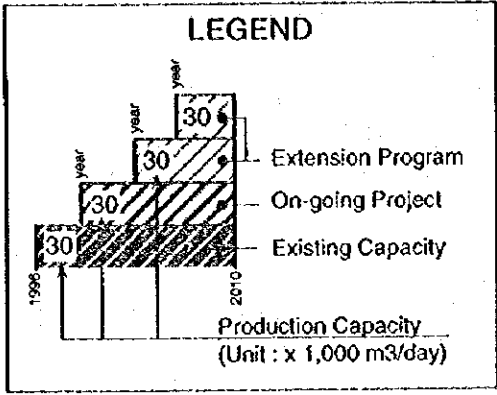 LEGEND
year
30
year
30
Extension Program
year
30
On-going Project
30
Existing Capacity
1996
2010
Production Capacity
(Unit : x 1,000 m3/day)